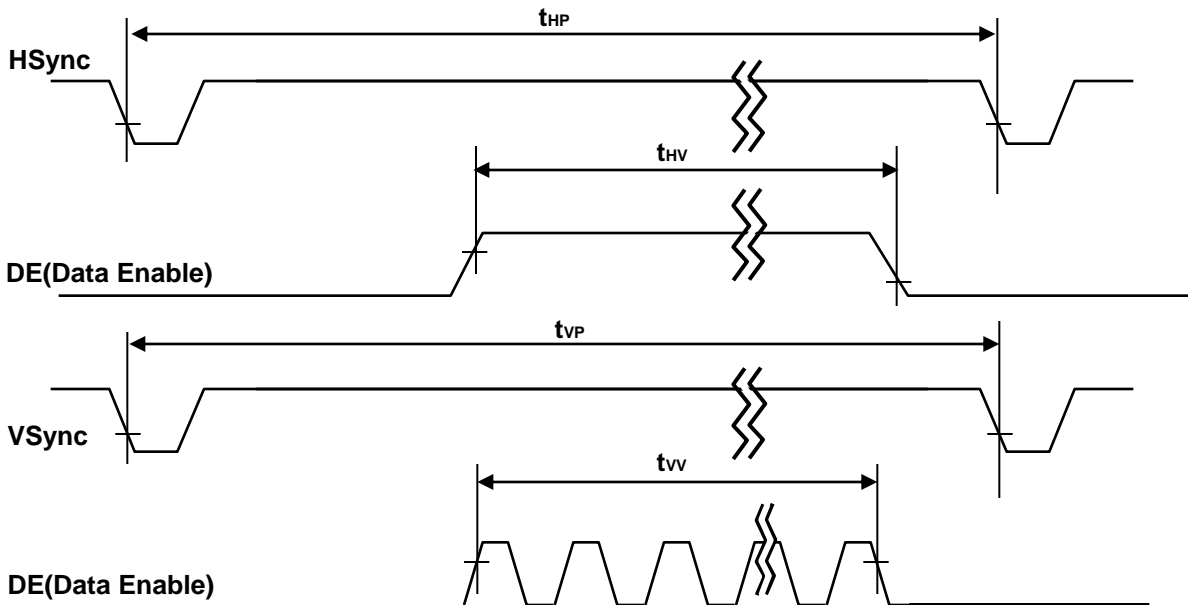 tHP
HSync
tHV
DE(Data Enable)
tVP
VSync
tVV
DE(Data Enable)